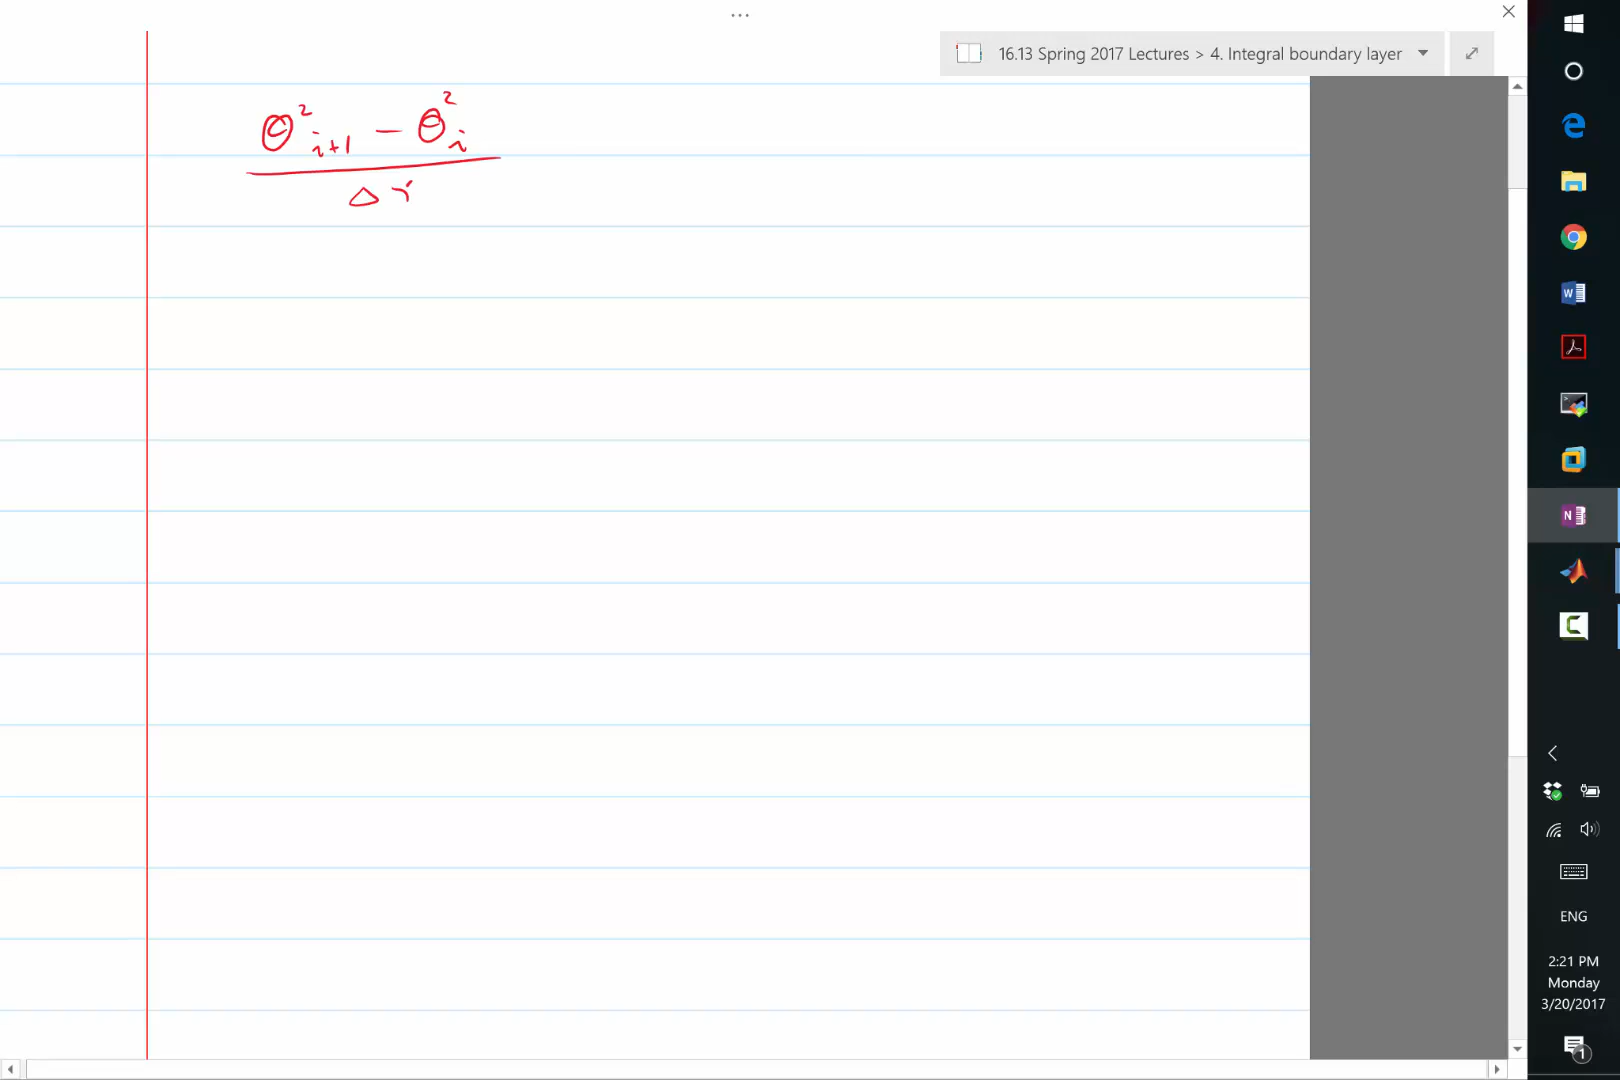 16.13 Spring 2017 Lectures > 4. Integral boundary layer
θ²ᵢ₊₁ − θ²ᵢ
Δ
ENG
2:21 PM
Monday
3/20/2017
1